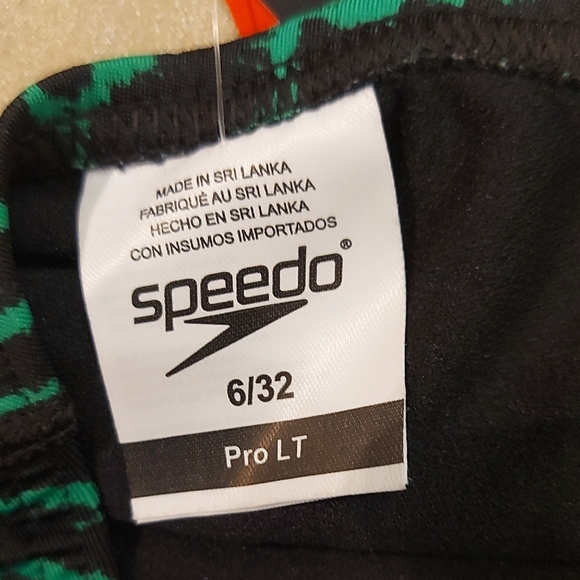 MADE IN SRI LANKA
FABRIQUÉ AU SRI LANKA
HECHO EN SRI LANKA
CON INSUMOS IMPORTADOS
speedo®
6/32
Pro LT